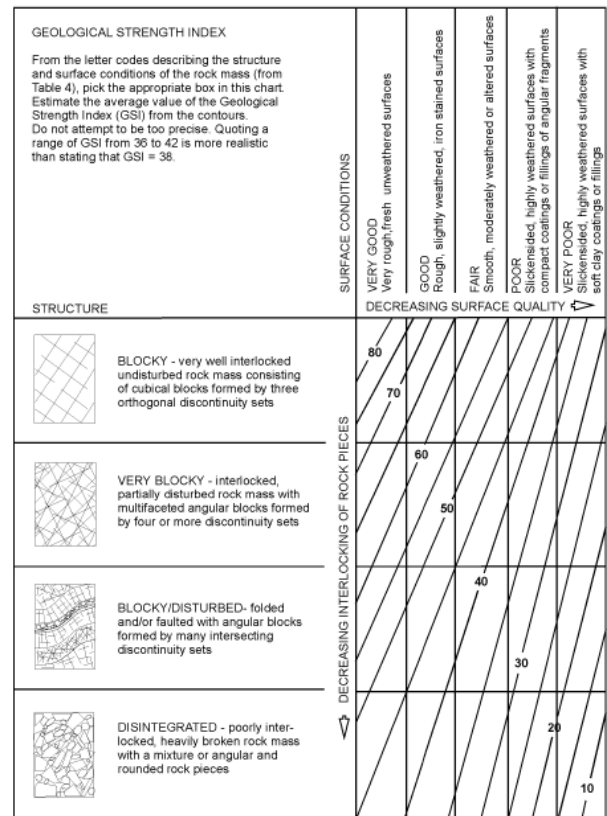 GEOLOGICAL STRENGTH INDEX
From the letter codes describing the structure
and surface conditions of the rock mass (from
Table 4), pick the appropriate box in this chart.
Estimate the average value of the Geological
Strength Index (GSI) from the contours.
Do not attempt to be too precise. Quoting a
range of GSI from 36 to 42 is more realistic
than stating that GSI = 38.
SURFACE CONDITIONS
VERY GOOD
Very rough,fresh unweathered surfaces
GOOD
Rough, slightly weathered, iron stained surfaces
FAIR
Smooth, moderately weathered or altered surfaces
POOR
Slickensided, highly weathered surfaces with
compact coatings or fillings of angular fragments
VERY POOR
Slickensided, highly weathered surfaces with
soft clay coatings or fillings
STRUCTURE
DECREASING SURFACE QUALITY
BLOCKY - very well interlocked
undisturbed rock mass consisting
of cubical blocks formed by three
orthogonal discontinuity sets
VERY BLOCKY - interlocked,
partially disturbed rock mass with
multifaceted angular blocks formed
by four or more discontinuity sets
BLOCKY/DISTURBED- folded
and/or faulted with angular blocks
formed by many intersecting
discontinuity sets
DISINTEGRATED - poorly inter-
locked, heavily broken rock mass
with a mixture or angular and
rounded rock pieces
DECREASING INTERLOCKING OF ROCK PIECES
80
70
60
50
40
30
20
10